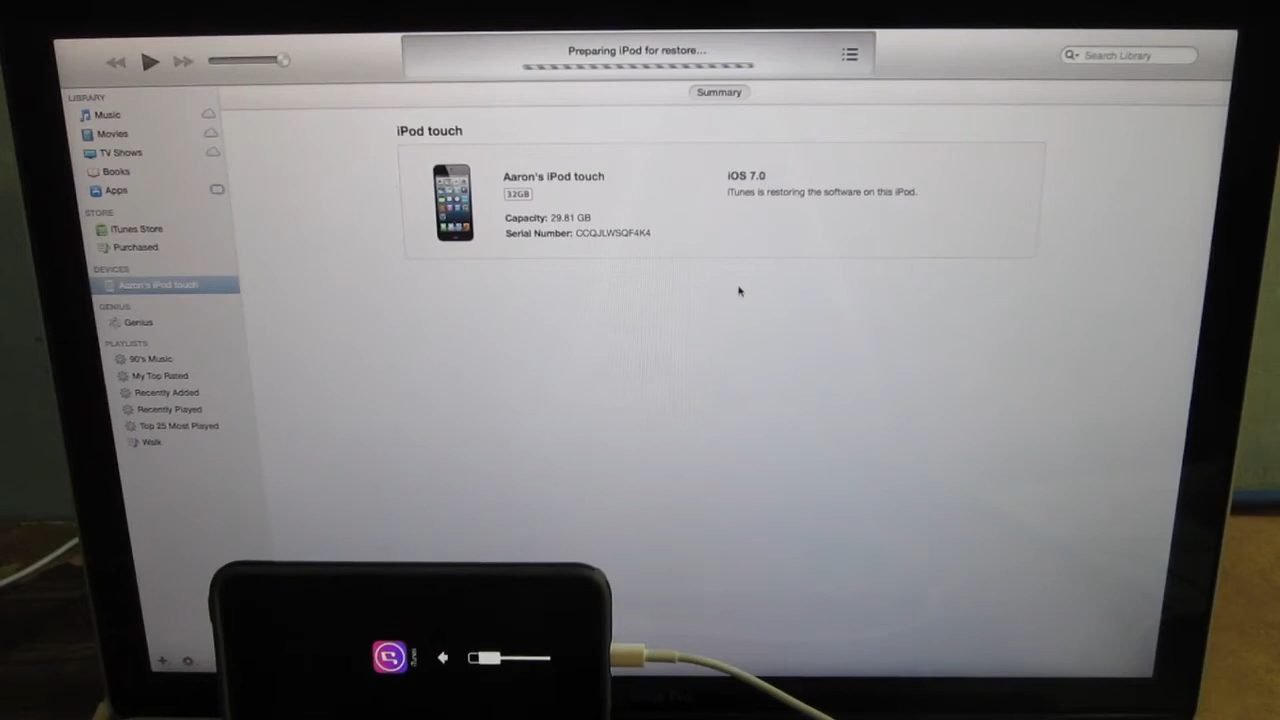 Preparing iPod for restore...
Search Library
Summary
LIBRARY
Music
Movies
TV Shows
Books
Apps
STORE
iTunes Store
Purchased
DEVICES
Aaron's iPod touch
GENIUS
Genius
PLAYLISTS
90's Music
My Top Rated
Recently Added
Recently Played
Top 25 Most Played
Walk
iPod touch
Aaron's iPod touch
32GB
Capacity: 29.81 GB
Serial Number: CCQJLWSQF4K4
iOS 7.0
iTunes is restoring the software on this iPod.
iTunes